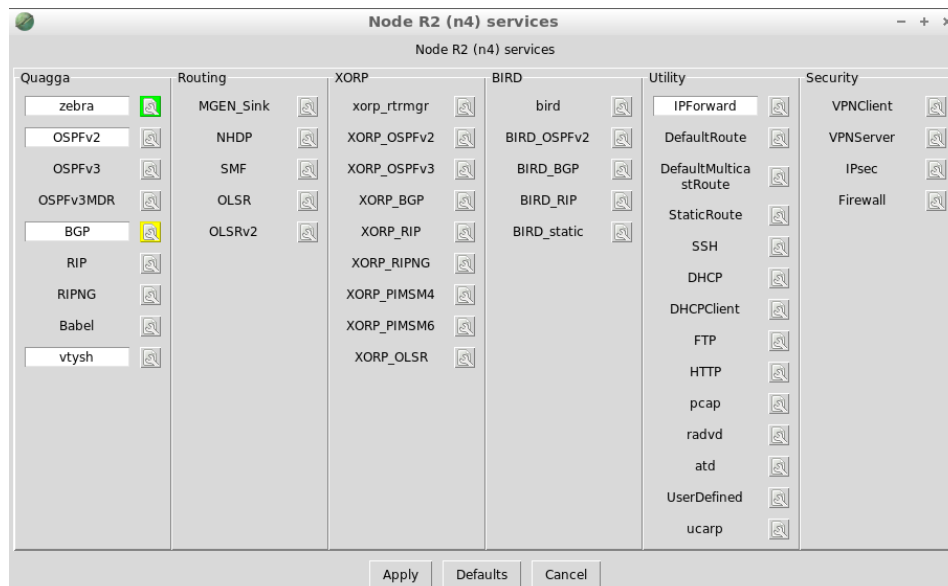 Node R2 (n4) services
Node R2 (n4) services
Quagga
zebra
OSPFv2
OSPFv3
OSPFv3MDR
BGP
RIP
RIPNG
Babel
vtysh
Routing
MGEN_Sink
NHDP
SMF
OLSR
OLSRv2
XORP
xorp_rtrmgr
XORP_OSPFv2
XORP_OSPFv3
XORP_BGP
XORP_RIP
XORP_RIPNG
XORP_PIMSM4
XORP_PIMSM6
XORP_OLSR
BIRD
bird
BIRD_OSPFv2
BIRD_BGP
BIRD_RIP
BIRD_static
Utility
IPForward
DefaultRoute
DefaultMultica
stRoute
StaticRoute
SSH
DHCP
DHCPClient
FTP
HTTP
pcap
radvd
atd
UserDefined
ucarp
Security
VPNClient
VPNServer
IPsec
Firewall
Apply
Defaults
Cancel